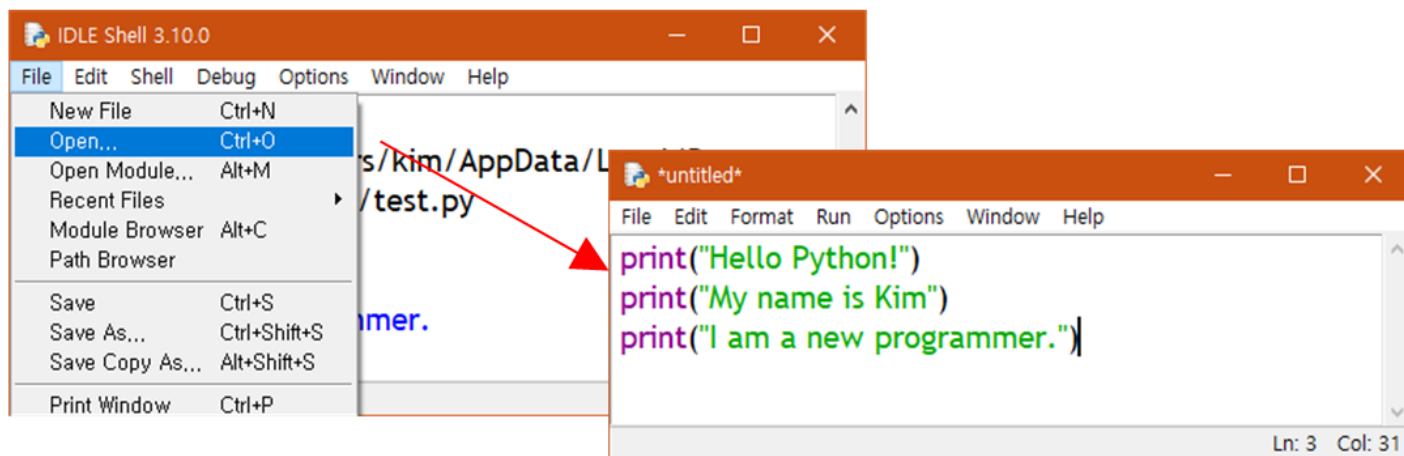 IDLE Shell 3.10.0
File Edit Shell Debug Options Window Help
New File Ctrl+N
Open... Ctrl+O
Open Module... Alt+M
Recent Files
Module Browser Alt+C
Path Browser
Save Ctrl+S
Save As... Ctrl+Shift+S
Save Copy As... Alt+Shift+S
Print Window Ctrl+P
s/kim/AppData/L
/test.py
mmer.
*untitled*
File Edit Format Run Options Window Help
print("Hello Python!")
print("My name is Kim")
print("I am a new programmer.")
Ln: 3 Col: 31